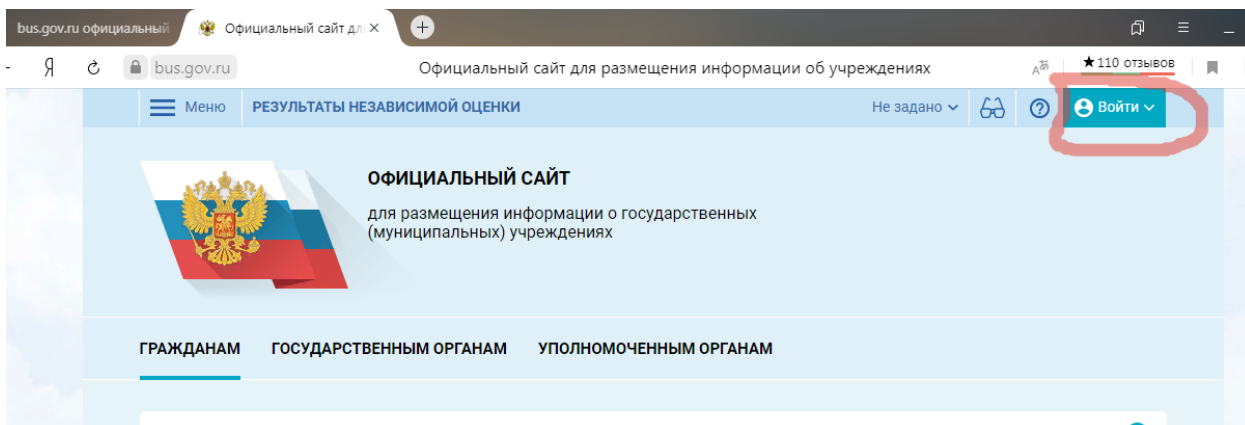 bus.gov.ru официальный
Официальный сайт дл
Я bus.gov.ru Официальный сайт для размещения информации об учреждениях ★110 отзывов
Меню РЕЗУЛЬТАТЫ НЕЗАВИСИМОЙ ОЦЕНКИ Не задано Войти
ОФИЦИАЛЬНЫЙ САЙТ
для размещения информации о государственных
(муниципальных) учреждениях
ГРАЖДАНАМ ГОСУДАРСТВЕННЫМ ОРГАНАМ УПОЛНОМОЧЕННЫМ ОРГАНАМ